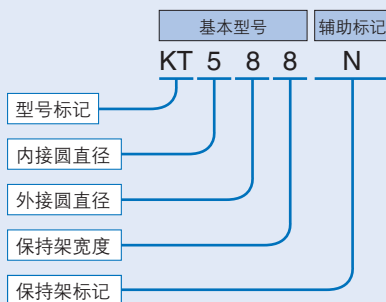 基本型号 辅助标记
KT 5 8 8 N
型号标记
内接圆直径
外接圆直径
保持架宽度
保持架标记